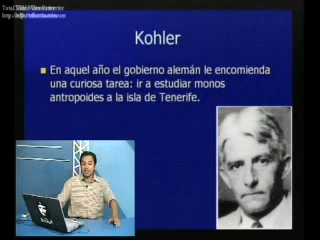 Kohler
En aquel año el gobierno alemán le encomienda
una curiosa tarea: ir a estudiar monos
antropoides a la isla de Tenerife.